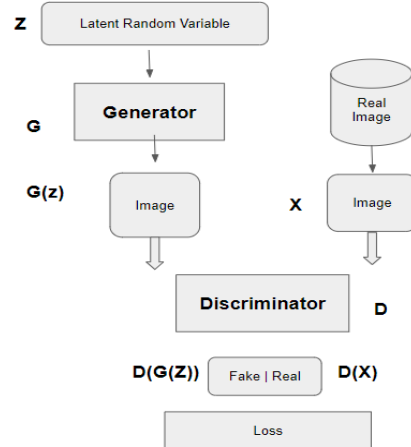 Z
Latent Random Variable
G
Generator
Real
Image
G(z)
Image
X
Image
Discriminator
D
D(G(Z))
Fake | Real
D(X)
Loss